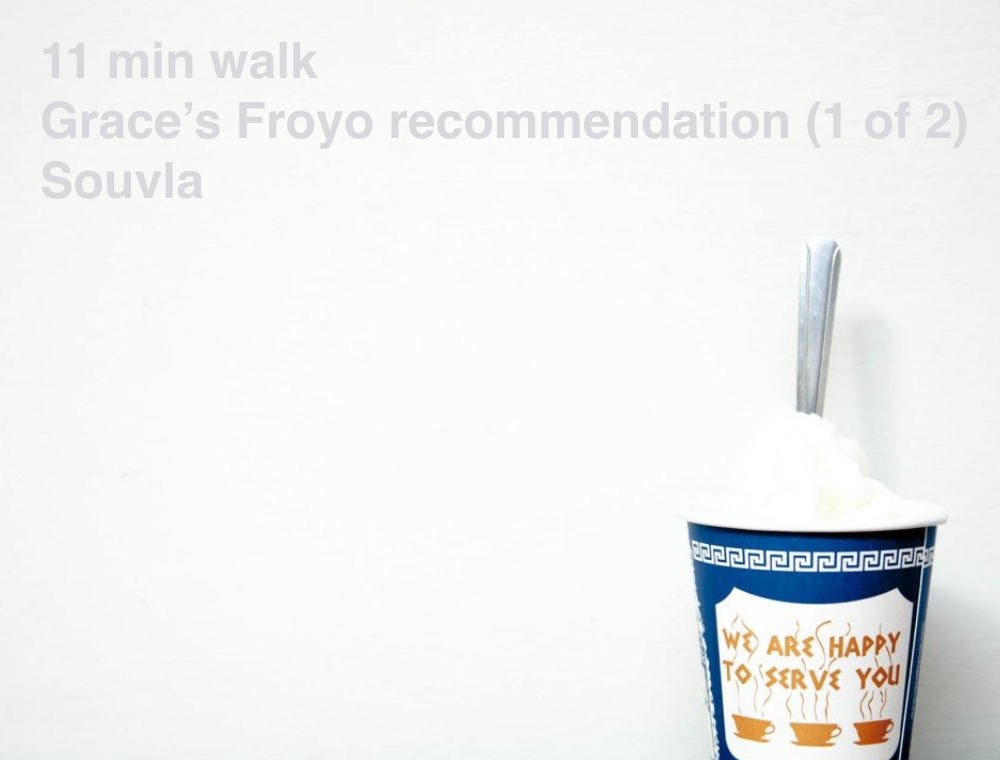 11 min walk
Grace’s Froyo recommendation (1 of 2)
Souvla
WE ARE HAPPY
TO SERVE YOU